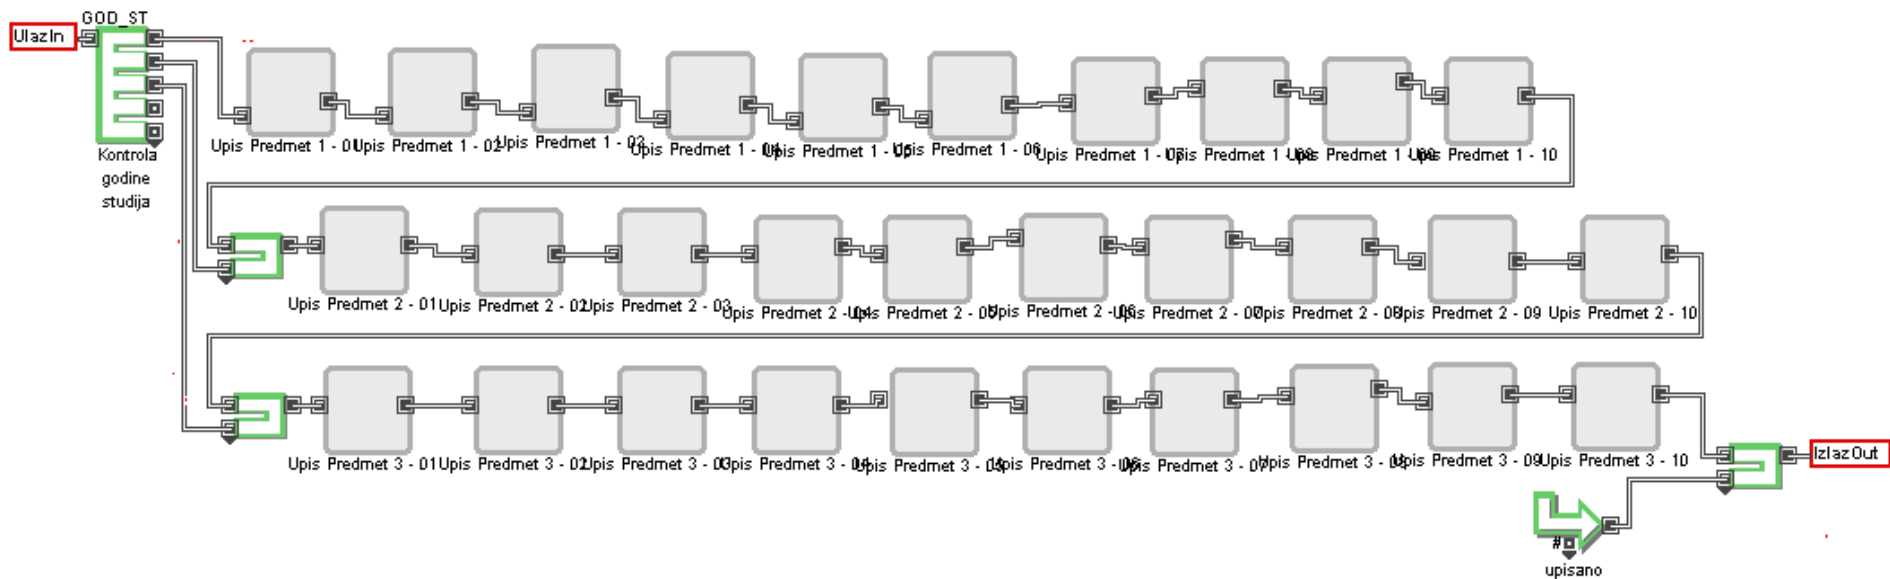 GOD_ST
UlazIn
Kontrola
godine
studija
Upis Predmet 1 - 01
Upis Predmet 1 - 02
Upis Predmet 1 - 03
Upis Predmet 1 - 04
Upis Predmet 1 - 05
Upis Predmet 1 - 06
Upis Predmet 1 - 07
Upis Predmet 1 - 08
Upis Predmet 1 - 09
Upis Predmet 1 - 10
Upis Predmet 2 - 01
Upis Predmet 2 - 02
Upis Predmet 2 - 03
Upis Predmet 2 - 04
Upis Predmet 2 - 05
Upis Predmet 2 - 06
Upis Predmet 2 - 07
Upis Predmet 2 - 08
Upis Predmet 2 - 09
Upis Predmet 2 - 10
Upis Predmet 3 - 01
Upis Predmet 3 - 02
Upis Predmet 3 - 03
Upis Predmet 3 - 04
Upis Predmet 3 - 05
Upis Predmet 3 - 06
Upis Predmet 3 - 07
Upis Predmet 3 - 08
Upis Predmet 3 - 09
Upis Predmet 3 - 10
IzlazOut
#
upisano